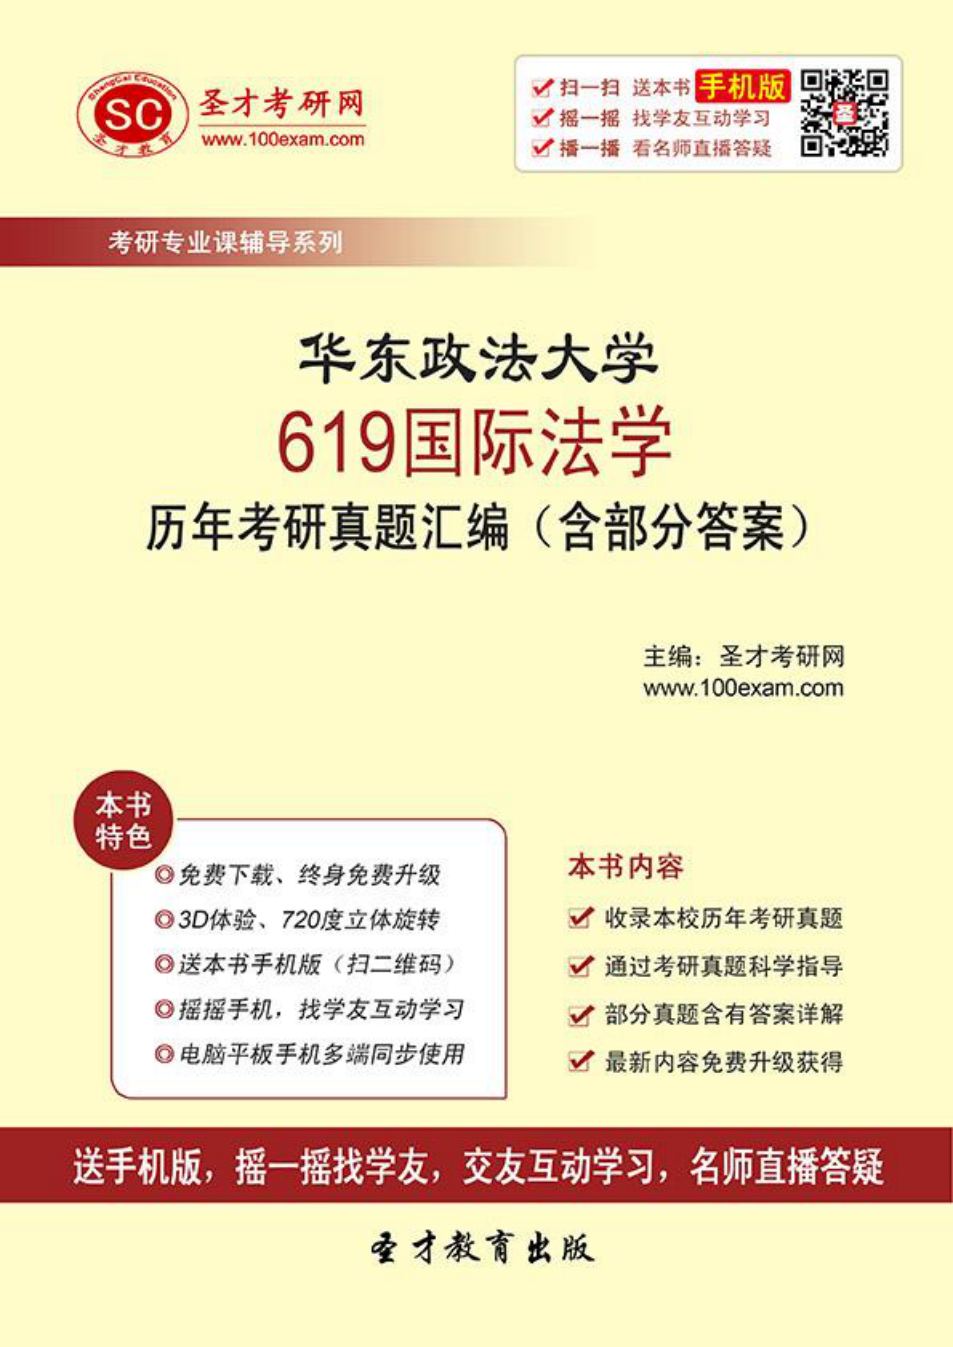 ShengCai Education
SC
圣才教育
圣才考研网
www.100exam.com
扫一扫 送本书 手机版
摇一摇 找学友互动学习
播一播 看名师直播答疑
圣
考研专业课辅导系列
华东政法大学
619国际法学
历年考研真题汇编（含部分答案）
主编：圣才考研网
www.100exam.com
本书
特色
◎免费下载、终身免费升级
◎3D体验、720度立体旋转
◎送本书手机版（扫二维码）
◎摇摇手机，找学友互动学习
◎电脑平板手机多端同步使用
本书内容
收录本校历年考研真题
通过考研真题科学指导
部分真题含有答案详解
最新内容免费升级获得
送手机版，摇一摇找学友，交友互动学习，名师直播答疑
圣才教育出版